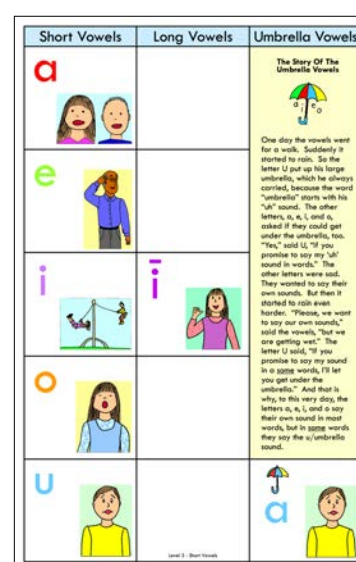 Short Vowels Long Vowels Umbrella Vowels
a
e
i ī
o
u
The Story Of The
Umbrella Vowels
a i e o
One day the vowels went
for a walk. Suddenly it
started to rain. So the
letter U put up his large
umbrella, which he always
carried, because the word
"umbrella" starts with his
"uh" sound. The other
letters, a, e, i, and o,
asked if they could get
under the umbrella, too.
"Yes," said U, "if you
promise to say my 'uh'
sound in words." The
other letters were sad.
They wanted to say their
own sounds. But then it
started to rain even
harder. "Please, we want
to say our own sounds,"
said the vowels, "but we
are getting wet." The
letter U said, "If you
promise to say my sound
in a some words, I'll let
you get under the
umbrella." And that is
why, to this very day, the
letters a, e, i, and o say
their own sound in most
words, but in some words
they say the u/umbrella
sound.
a
Level 2 - Short Vowels